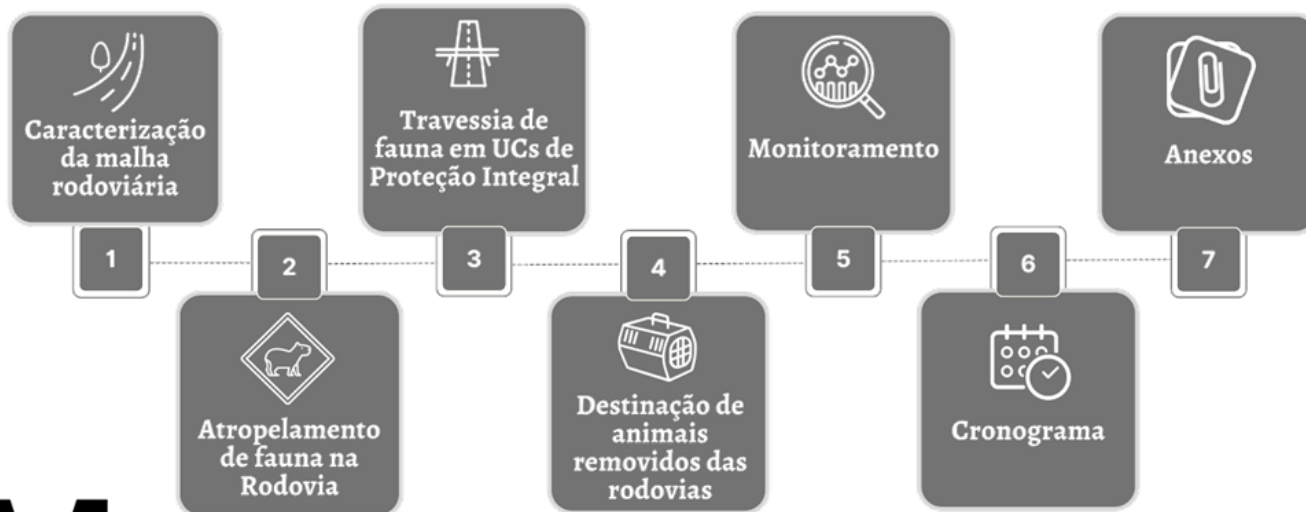 Caracterização
da malha
rodoviária
1
2
Atropelamento
de fauna na
Rodovia
Travessia de
fauna em UCs de
Proteção Integral
3
4
Destinação de
animais
removidos das
rodovias
Monitoramento
5
6
Cronograma
Anexos
7